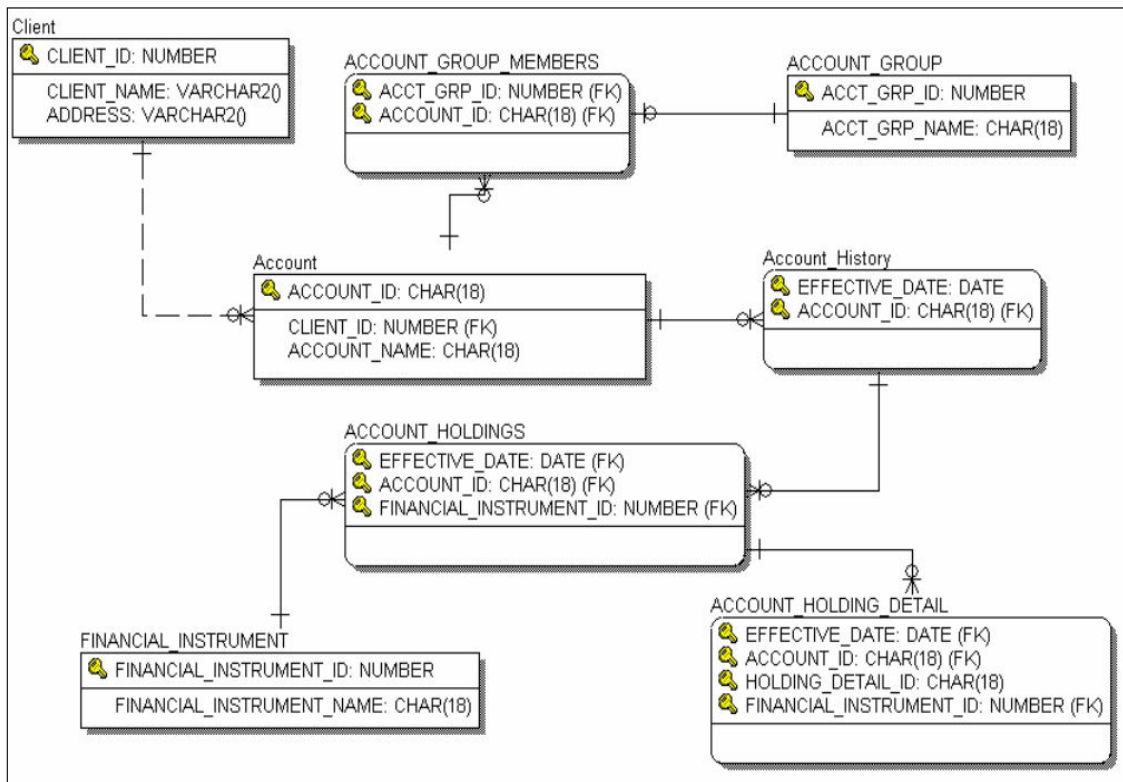 Client
CLIENT_ID: NUMBER
CLIENT_NAME: VARCHAR2()
ADDRESS: VARCHAR2()
ACCOUNT_GROUP_MEMBERS
ACCT_GRP_ID: NUMBER (FK)
ACCOUNT_ID: CHAR(18) (FK)
ACCOUNT_GROUP
ACCT_GRP_ID: NUMBER
ACCT_GRP_NAME: CHAR(18)
Account
ACCOUNT_ID: CHAR(18)
CLIENT_ID: NUMBER (FK)
ACCOUNT_NAME: CHAR(18)
Account_History
EFFECTIVE_DATE: DATE
ACCOUNT_ID: CHAR(18) (FK)
ACCOUNT_HOLDINGS
EFFECTIVE_DATE: DATE (FK)
ACCOUNT_ID: CHAR(18) (FK)
FINANCIAL_INSTRUMENT_ID: NUMBER (FK)
FINANCIAL_INSTRUMENT
FINANCIAL_INSTRUMENT_ID: NUMBER
FINANCIAL_INSTRUMENT_NAME: CHAR(18)
ACCOUNT_HOLDING_DETAIL
EFFECTIVE_DATE: DATE (FK)
ACCOUNT_ID: CHAR(18) (FK)
HOLDING_DETAIL_ID: CHAR(18)
FINANCIAL_INSTRUMENT_ID: NUMBER (FK)